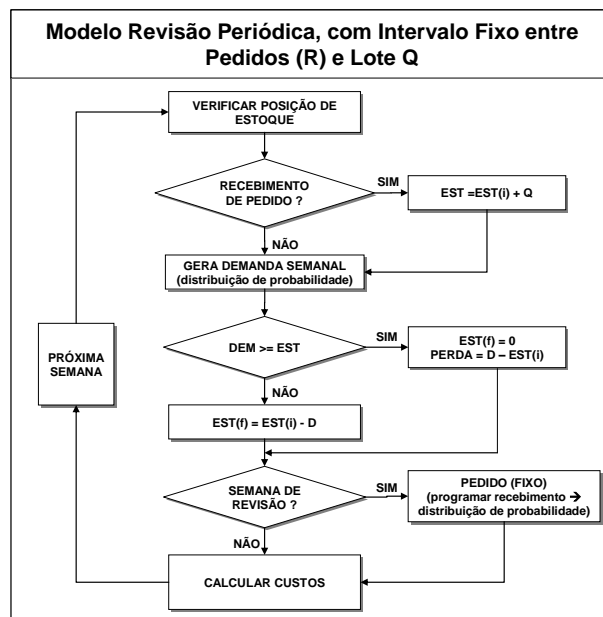 Modelo Revisão Periódica, com Intervalo Fixo entre
Pedidos (R) e Lote Q
VERIFICAR POSIÇÃO DE
ESTOQUE
RECEBIMENTO
DE PEDIDO ?
SIM
EST =EST(i) + Q
NÃO
GERA DEMANDA SEMANAL
(distribuição de probabilidade)
DEM >= EST
SIM
EST(f) = 0
PERDA = D – EST(i)
PRÓXIMA
SEMANA
NÃO
EST(f) = EST(i) - D
SEMANA DE
REVISÃO ?
SIM
PEDIDO (FIXO)
(programar recebimento →
distribuição de probabilidade)
NÃO
CALCULAR CUSTOS